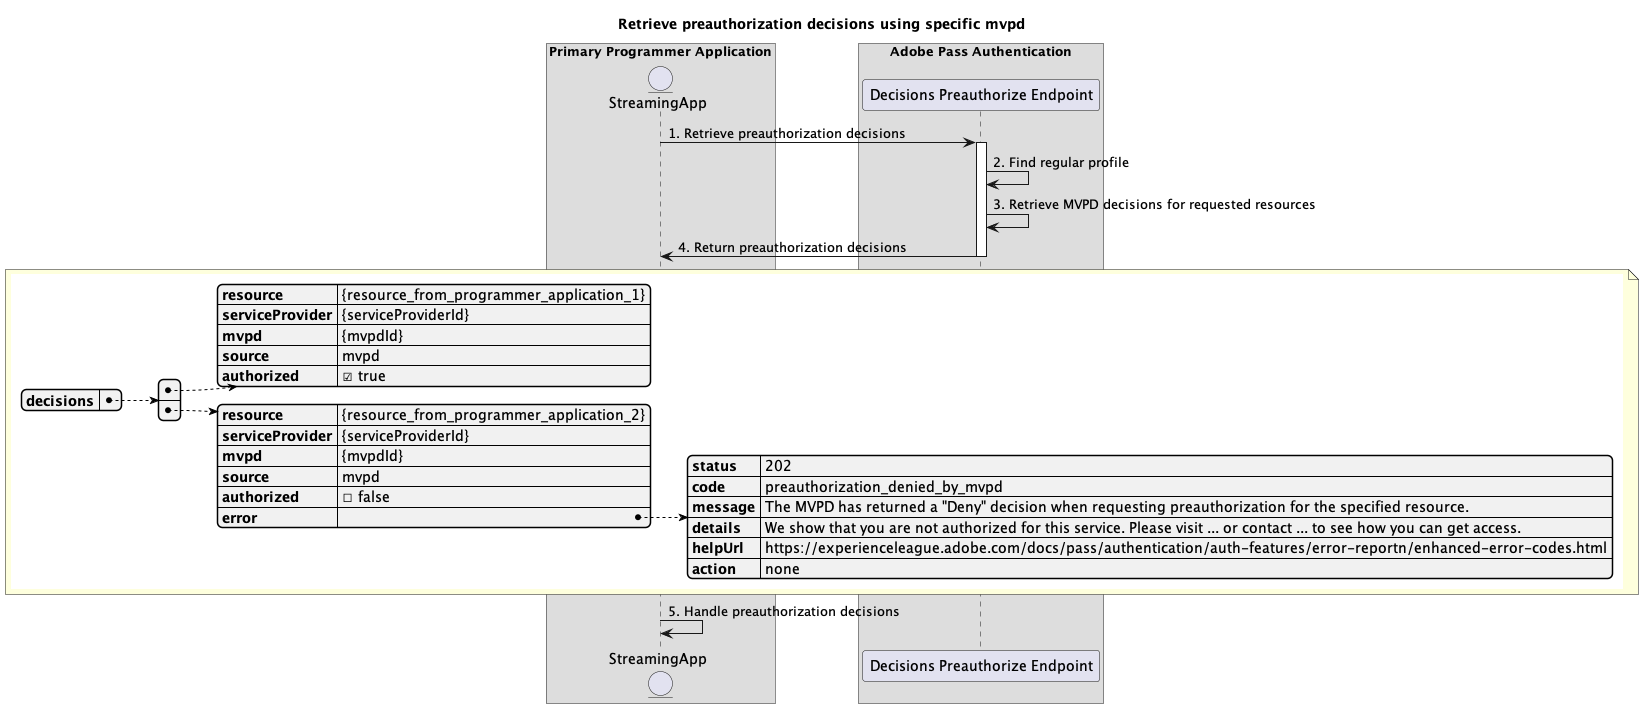 Retrieve preauthorization decisions using specific mvpd
Primary Programmer Application
Adobe Pass Authentication
StreamingApp
Decisions Preauthorize Endpoint
1. Retrieve preauthorization decisions
2. Find regular profile
3. Retrieve MVPD decisions for requested resources
4. Return preauthorization decisions
decisions
resource {resource_from_programmer_application_1}
serviceProvider {serviceProviderId}
mvpd {mvpdId}
source mvpd
authorized ☑ true
resource {resource_from_programmer_application_2}
serviceProvider {serviceProviderId}
mvpd {mvpdId}
source mvpd
authorized ☐ false
error
status 202
code preauthorization_denied_by_mvpd
message The MVPD has returned a "Deny" decision when requesting preauthorization for the specified resource.
details We show that you are not authorized for this service. Please visit ... or contact ... to see how you can get access.
helpUrl https://experienceleague.adobe.com/docs/pass/authentication/auth-features/error-reportn/enhanced-error-codes.html
action none
5. Handle preauthorization decisions
StreamingApp
Decisions Preauthorize Endpoint